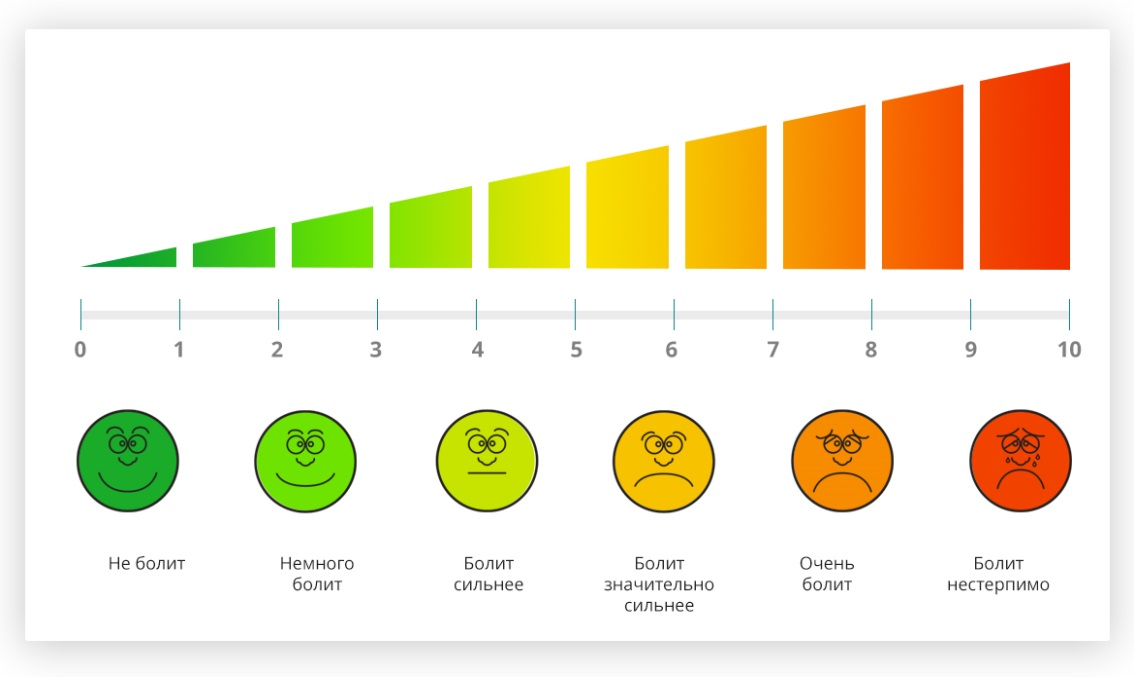 0 1 2 3 4 5 6 7 8 9 10
Не болит
Немного
болит
Болит
сильнее
Болит
значительно
сильнее
Очень
болит
Болит
нестерпимо